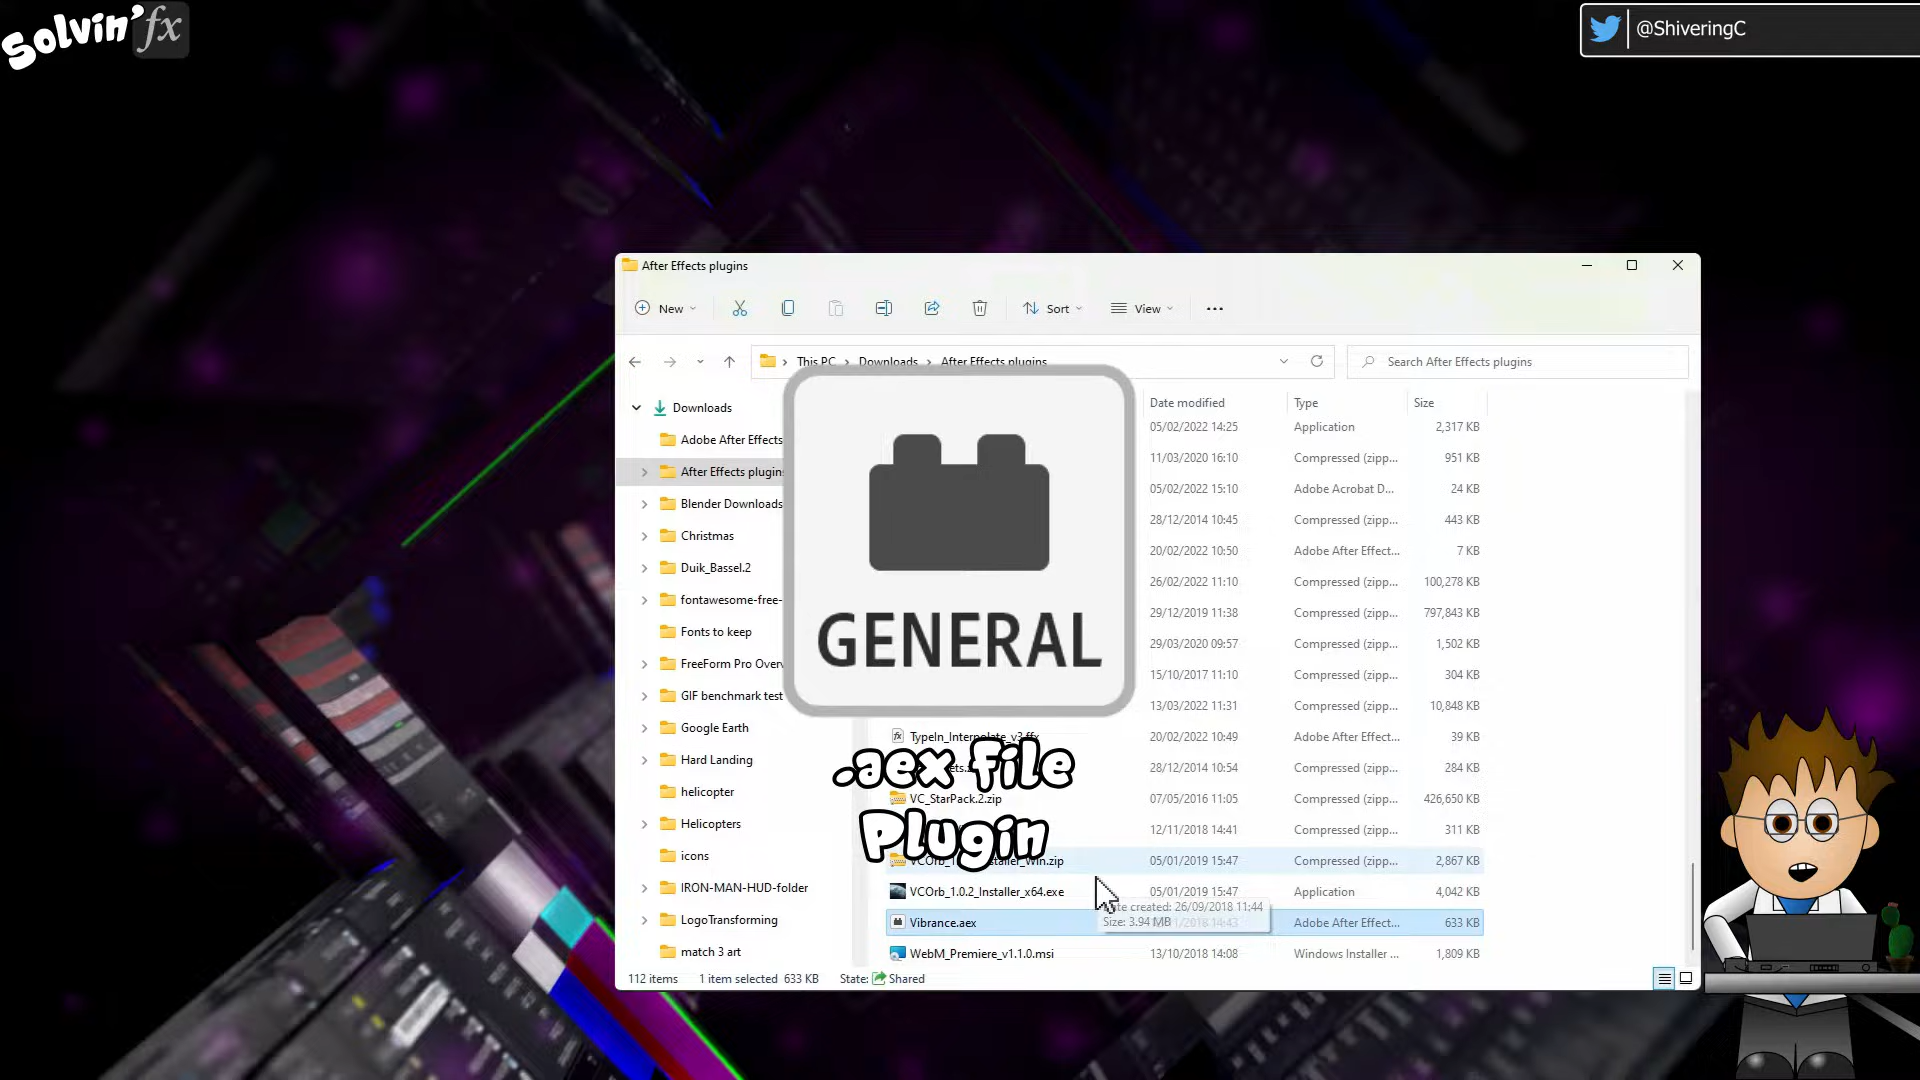 Solvin'fx
@ShiveringC
After Effects plugins
New
Sort
View
This PC > Downloads > After Effects plugins
Search After Effects plugins
Downloads
Adobe After Effects
After Effects plugins
Blender Downloads
Christmas
Duik_Bassel.2
fontawesome-free-
Fonts to keep
FreeForm Pro Overv
GIF benchmark test
Google Earth
Hard Landing
helicopter
Helicopters
icons
IRON-MAN-HUD-folder
LogoTransforming
match 3 art
Date modified Type Size
05/02/2022 14:25 Application 2,317 KB
11/03/2020 16:10 Compressed (zipp... 951 KB
05/02/2022 15:10 Adobe Acrobat D... 24 KB
28/12/2014 10:45 Compressed (zipp... 443 KB
20/02/2022 10:50 Adobe After Effect... 7 KB
26/02/2022 11:10 Compressed (zipp... 100,278 KB
29/12/2019 11:38 Compressed (zipp... 797,843 KB
29/03/2020 09:57 Compressed (zipp... 1,502 KB
15/10/2017 11:10 Compressed (zipp... 304 KB
13/03/2022 11:31 Compressed (zipp... 10,848 KB
TypeIn_Interpolate_v3.ffx 20/02/2022 10:49 Adobe After Effect... 39 KB
28/12/2014 10:54 Compressed (zipp... 284 KB
VC_StarPack.2.zip 07/05/2016 11:05 Compressed (zipp... 426,650 KB
12/11/2018 14:41 Compressed (zipp... 311 KB
05/01/2019 15:47 Compressed (zipp... 2,867 KB
VCOrb_1.0.2_Installer_x64.exe 05/01/2019 15:47 Application 4,042 KB
Vibrance.aex Adobe After Effect... 633 KB
WebM_Premiere_v1.1.0.msi 13/10/2018 14:08 Windows Installer ... 1,809 KB
created: 26/09/2018 11:44
Size: 3.94 MB
GENERAL
.aex file
Plugin
112 items 1 item selected 633 KB State: Shared